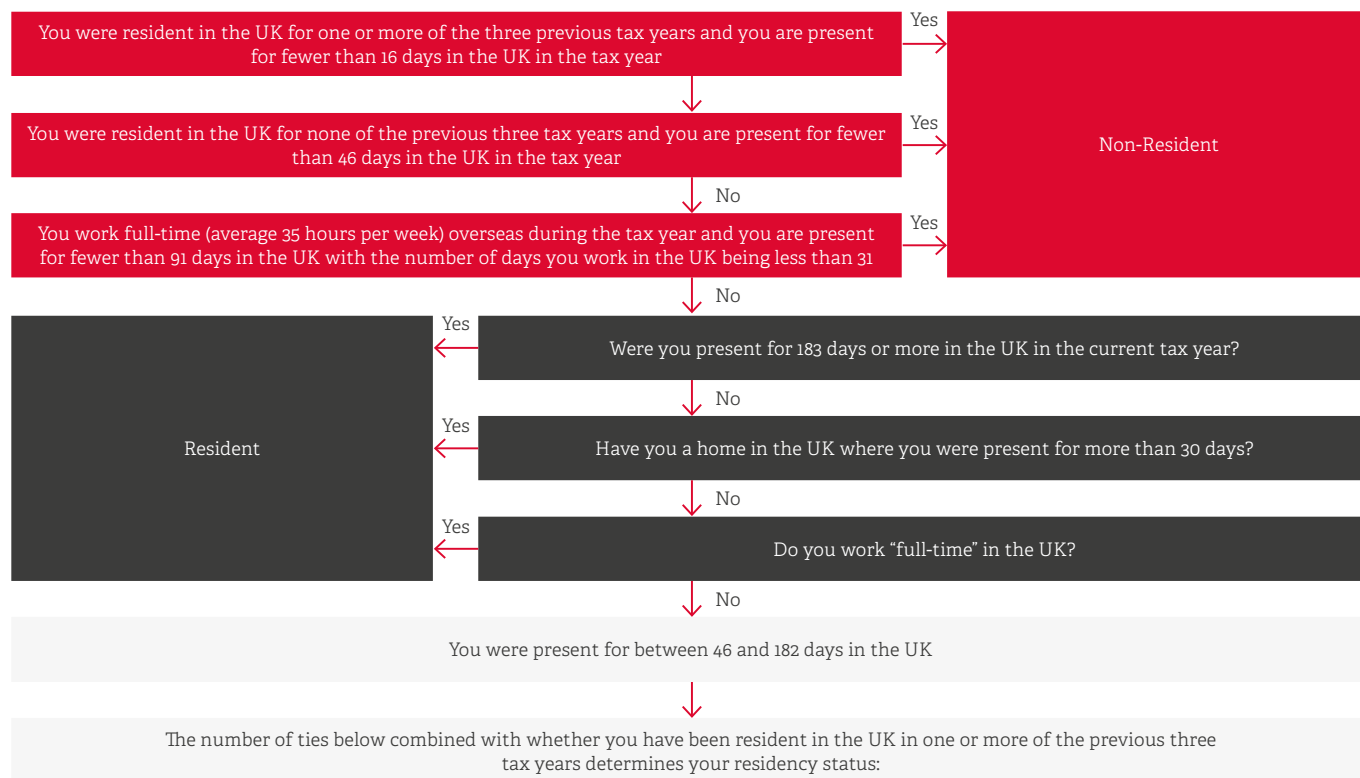 You were resident in the UK for one or more of the three previous tax years and you are present
for fewer than 16 days in the UK in the tax year
Yes
You were resident in the UK for none of the previous three tax years and you are present for fewer
than 46 days in the UK in the tax year
Yes
Non-Resident
No
You work full-time (average 35 hours per week) overseas during the tax year and you are present
for fewer than 91 days in the UK with the number of days you work in the UK being less than 31
Yes
No
Yes
Were you present for 183 days or more in the UK in the current tax year?
No
Yes
Resident
Have you a home in the UK where you were present for more than 30 days?
No
Yes
Do you work “full-time” in the UK?
No
You were present for between 46 and 182 days in the UK
The number of ties below combined with whether you have been resident in the UK in one or more of the previous three
tax years determines your residency status: